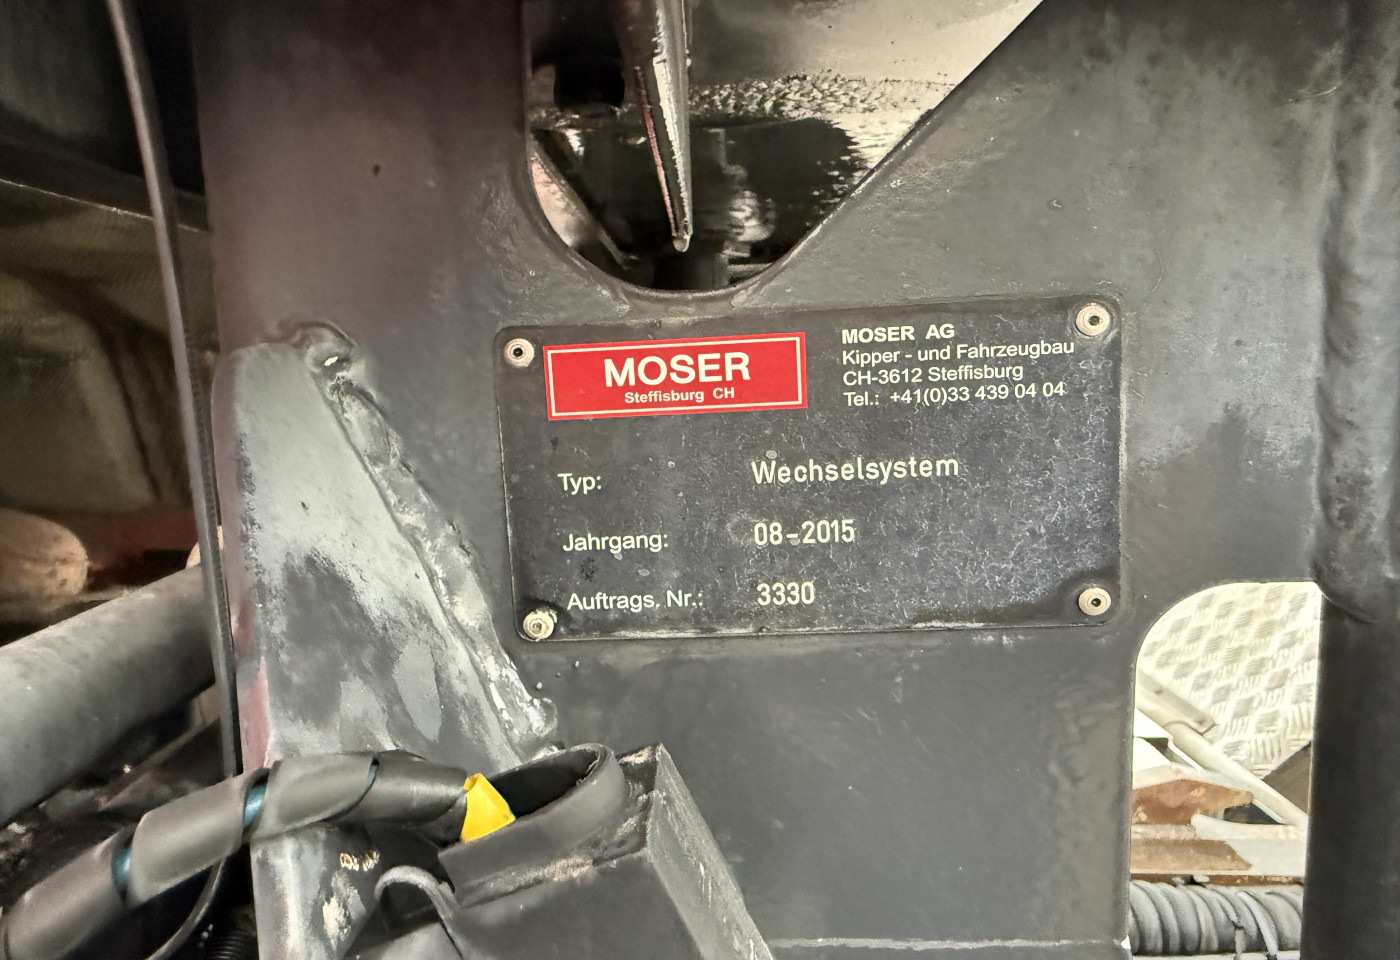 MOSER
Steffisburg CH
MOSER AG
Kipper - und Fahrzeugbau
CH-3612 Steffisburg
Tel.: +41(0)33 439 04 04
Typ: Wechselsystem
Jahrgang: 08-2015
Auftrags. Nr.: 3330